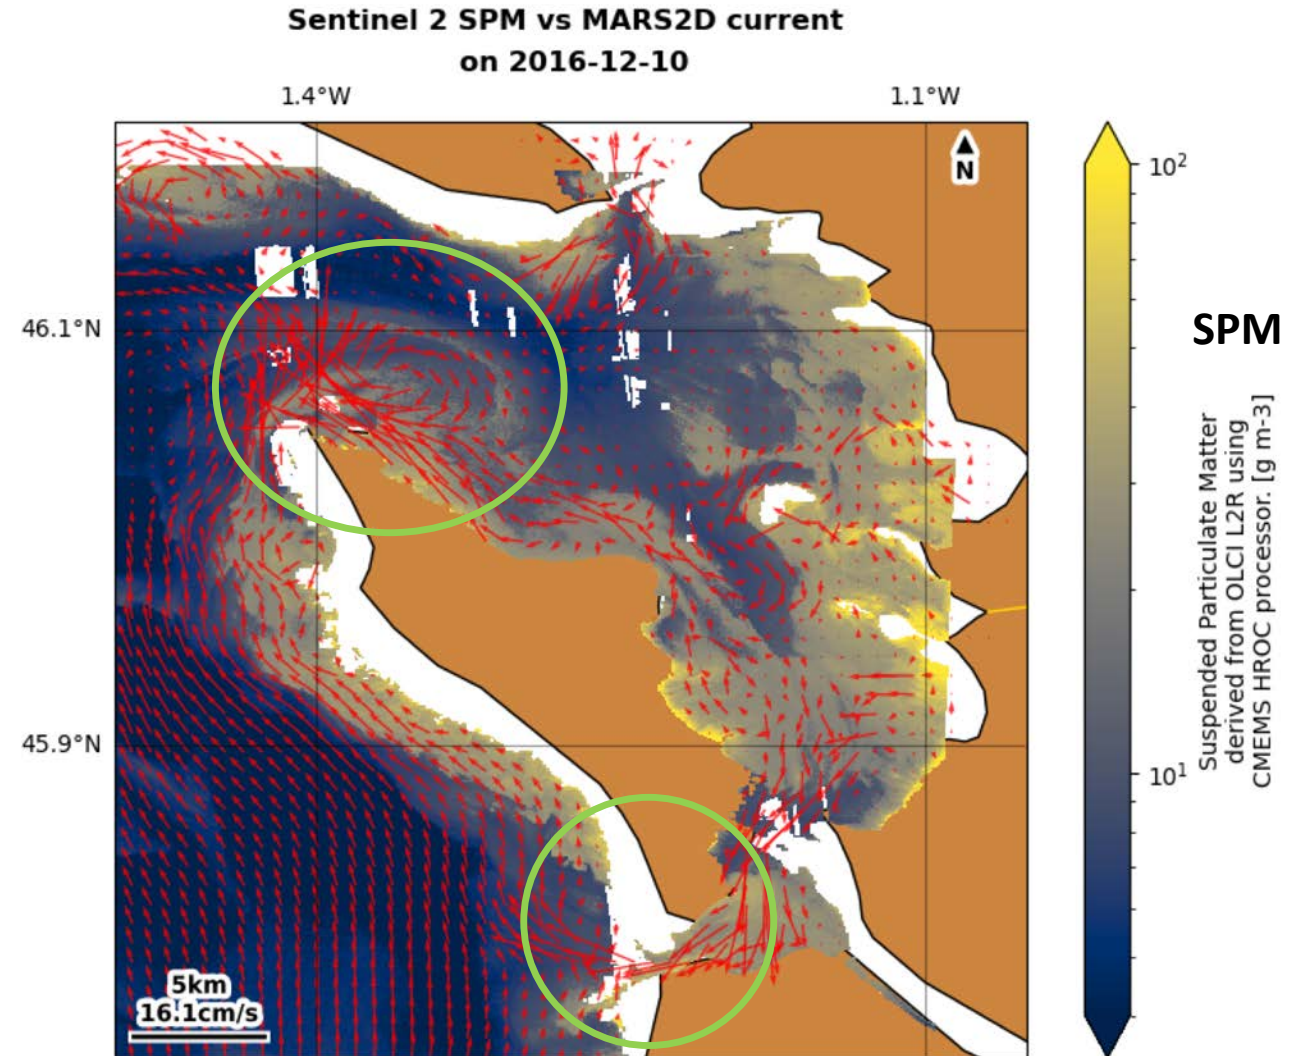 Sentinel 2 SPM vs MARS2D current
on 2016-12-10
1.4°W
1.1°W
N
10²
46.1°N
SPM
Suspended Particulate Matter
derived from OLCI L2R using
CMEMS HROC processor. [g m-3]
45.9°N
10¹
5km
16.1cm/s